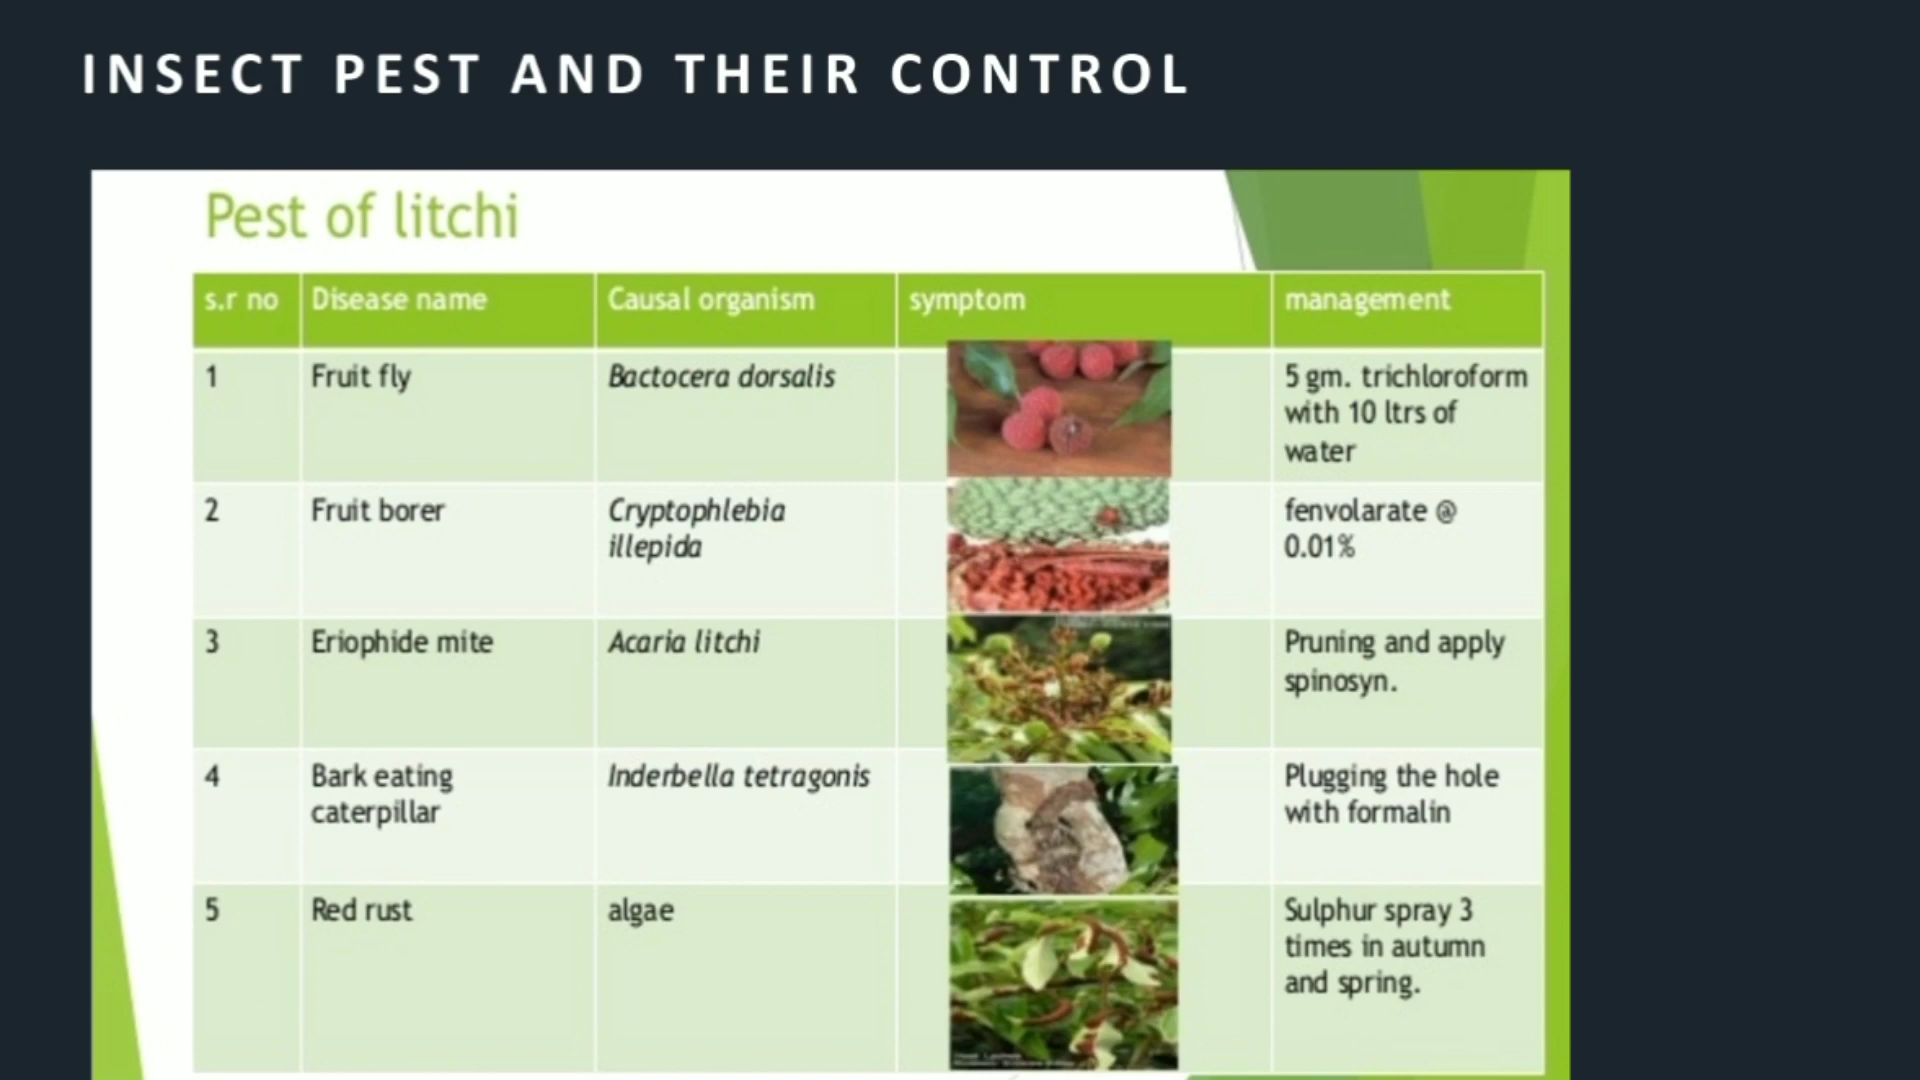 INSECT PEST AND THEIR CONTROL
Pest of litchi
s.r no Disease name Causal organism symptom management
1 Fruit fly Bactocera dorsalis 5 gm. trichloroform
with 10 ltrs of
water
2 Fruit borer Cryptophlebia fenvolarate @
illepida 0.01%
3 Eriophide mite Acaria litchi Pruning and apply
spinosyn.
4 Bark eating Inderbella tetragonis Plugging the hole
caterpillar with formalin
5 Red rust algae Sulphur spray 3
times in autumn
and spring.